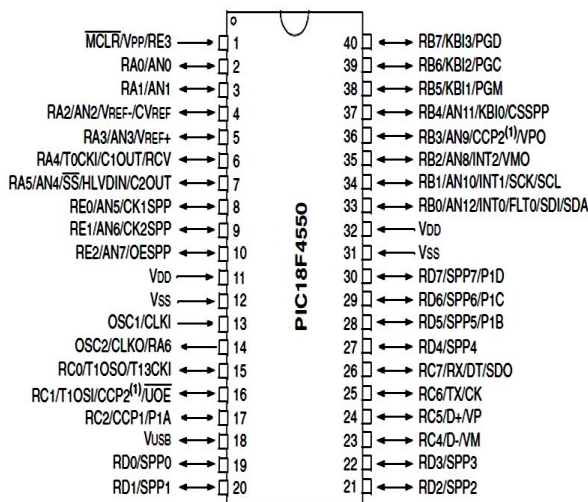 MCLR/VPP/RE3 1 40 RB7/KBI3/PGD
RA0/AN0 2 39 RB6/KBI2/PGC
RA1/AN1 3 38 RB5/KBI1/PGM
RA2/AN2/VREF-/CVREF 4 37 RB4/AN11/KBI0/CSSPP
RA3/AN3/VREF+ 5 36 RB3/AN9/CCP2(1)/VPO
RA4/T0CKI/C1OUT/RCV 6 35 RB2/AN8/INT2/VMO
RA5/AN4/SS/HLVDIN/C2OUT 7 34 RB1/AN10/INT1/SCK/SCL
RE0/AN5/CK1SPP 8 33 RB0/AN12/INT0/FLT0/SDI/SDA
RE1/AN6/CK2SPP 9 32 VDD
RE2/AN7/OESPP 10 31 VSS
VDD 11 30 RD7/SPP7/P1D
VSS 12 29 RD6/SPP6/P1C
OSC1/CLKI 13 28 RD5/SPP5/P1B
OSC2/CLKO/RA6 14 27 RD4/SPP4
RC0/T1OSO/T13CKI 15 26 RC7/RX/DT/SDO
RC1/T1OSI/CCP2(1)/UOE 16 25 RC6/TX/CK
RC2/CCP1/P1A 17 24 RC5/D+/VP
VUSB 18 23 RC4/D-/VM
RD0/SPP0 19 22 RD3/SPP3
RD1/SPP1 20 21 RD2/SPP2
PIC18F4550